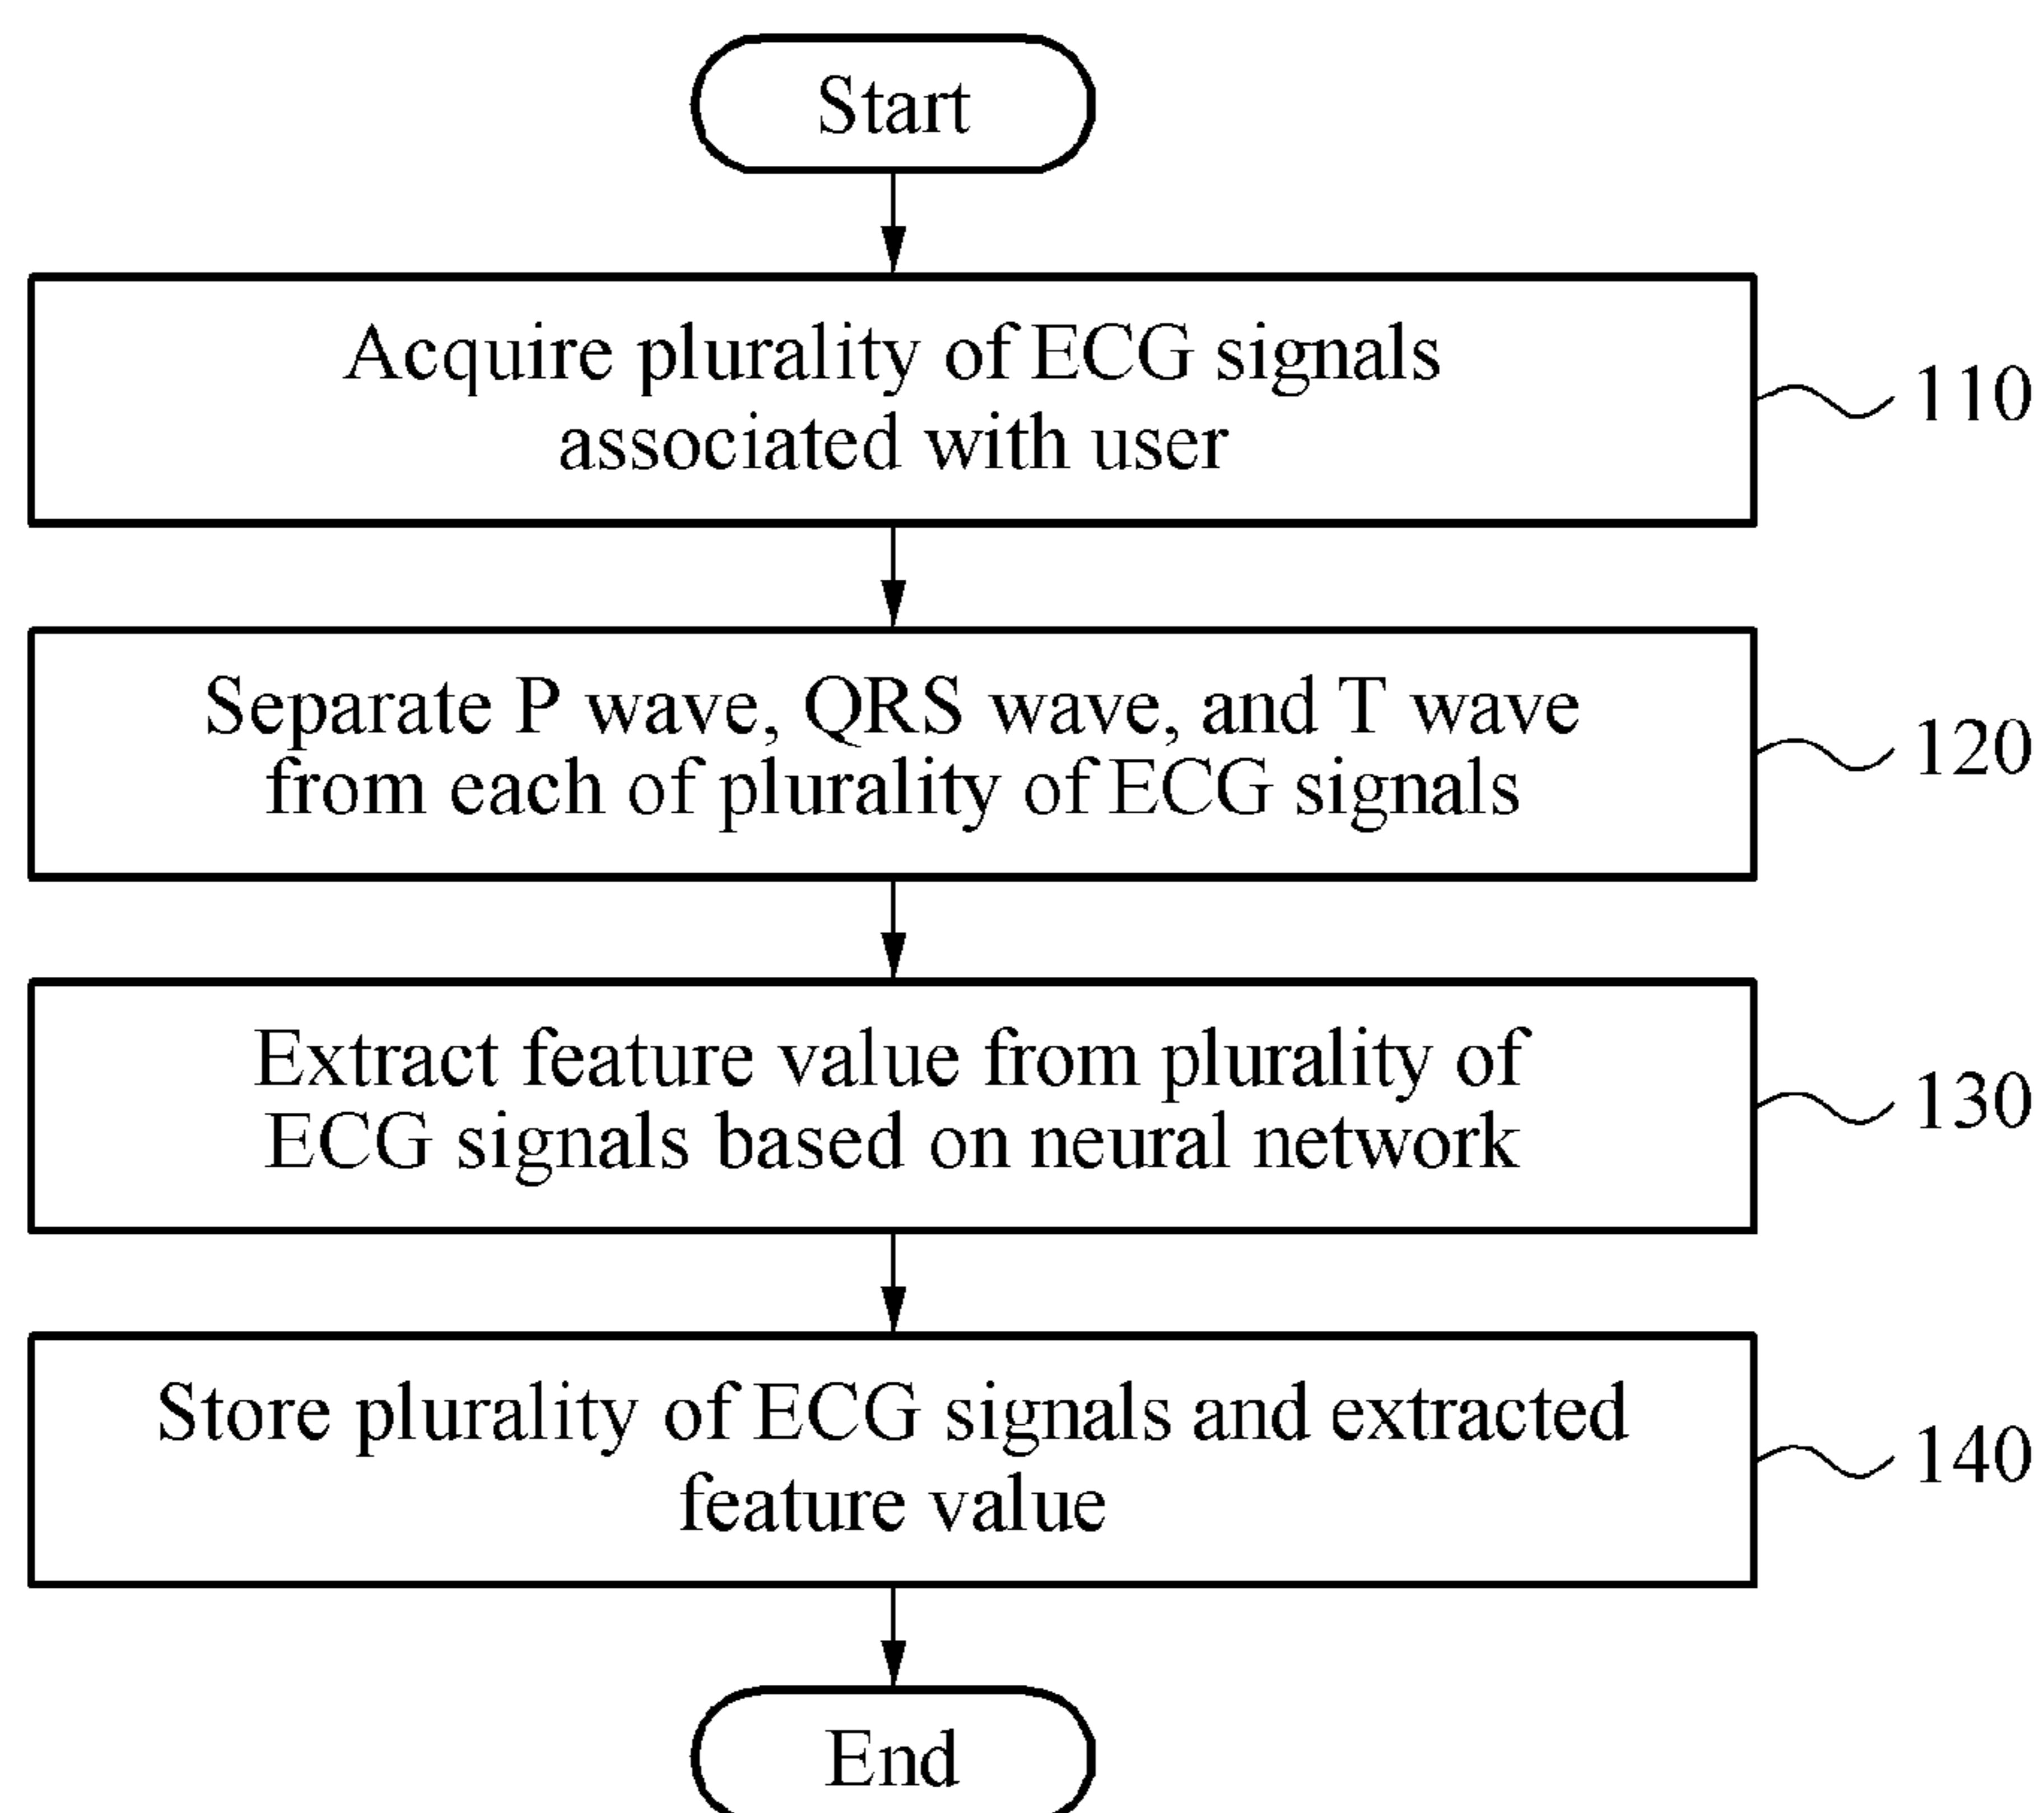 Start
Acquire plurality of ECG signals
associated with user
110
Separate P wave, QRS wave, and T wave
from each of plurality of ECG signals
120
Extract feature value from plurality of
ECG signals based on neural network
130
Store plurality of ECG signals and extracted
feature value
140
End